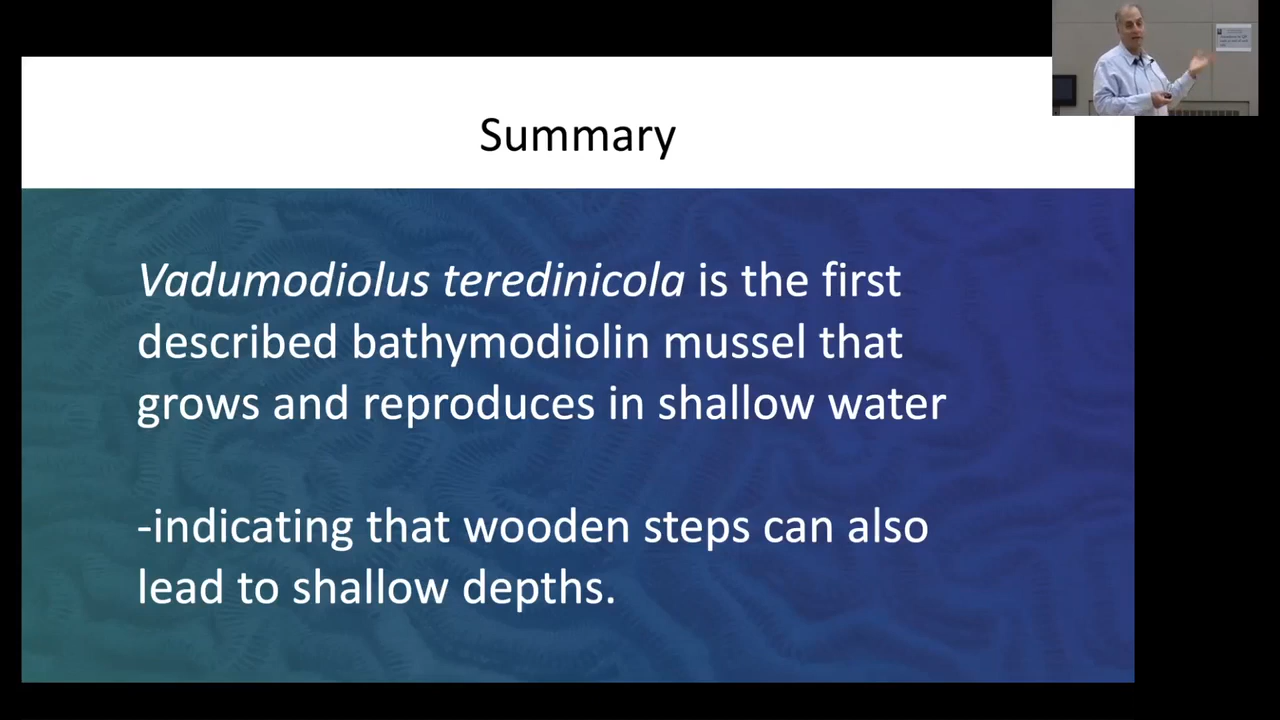 Summary
Vadumodiolus teredinicola is the first
described bathymodiolin mussel that
grows and reproduces in shallow water
-indicating that wooden steps can also
lead to shallow depths.